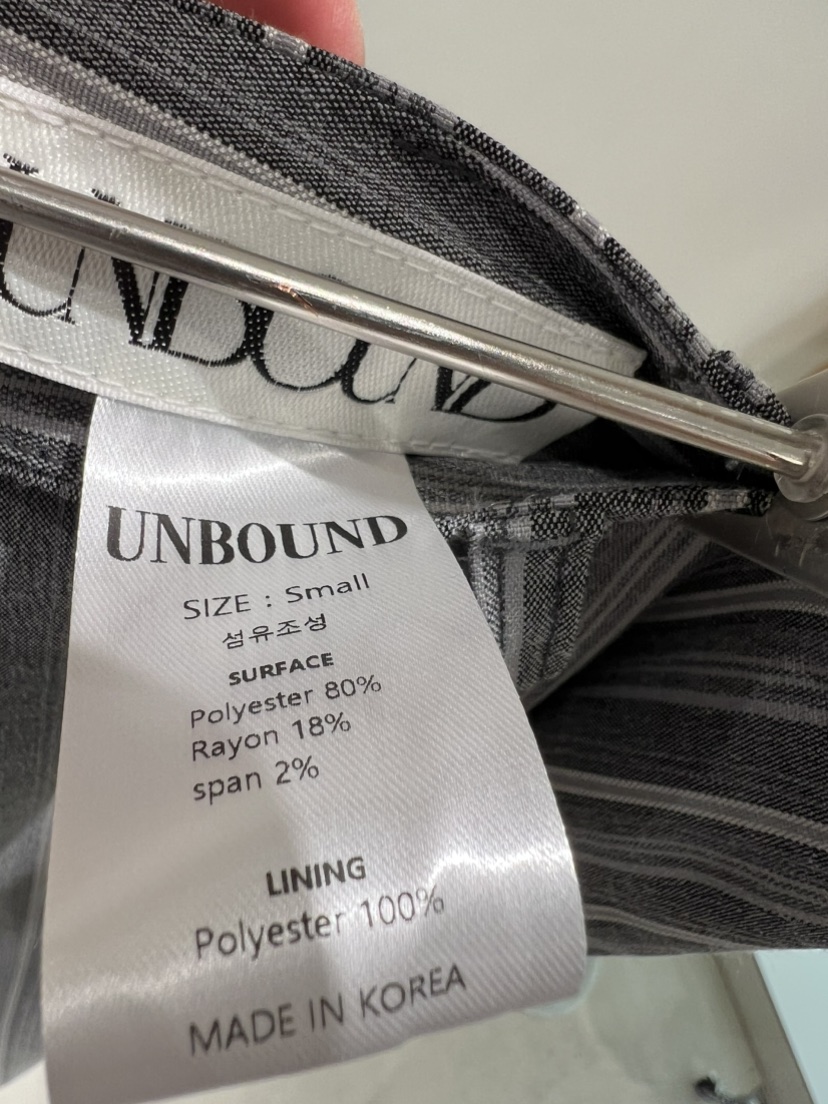 UNBOUND
UNBOUND
SIZE : Small
섬유조성
SURFACE
Polyester 80%
Rayon 18%
span 2%
LINING
Polyester 100%
MADE IN KOREA